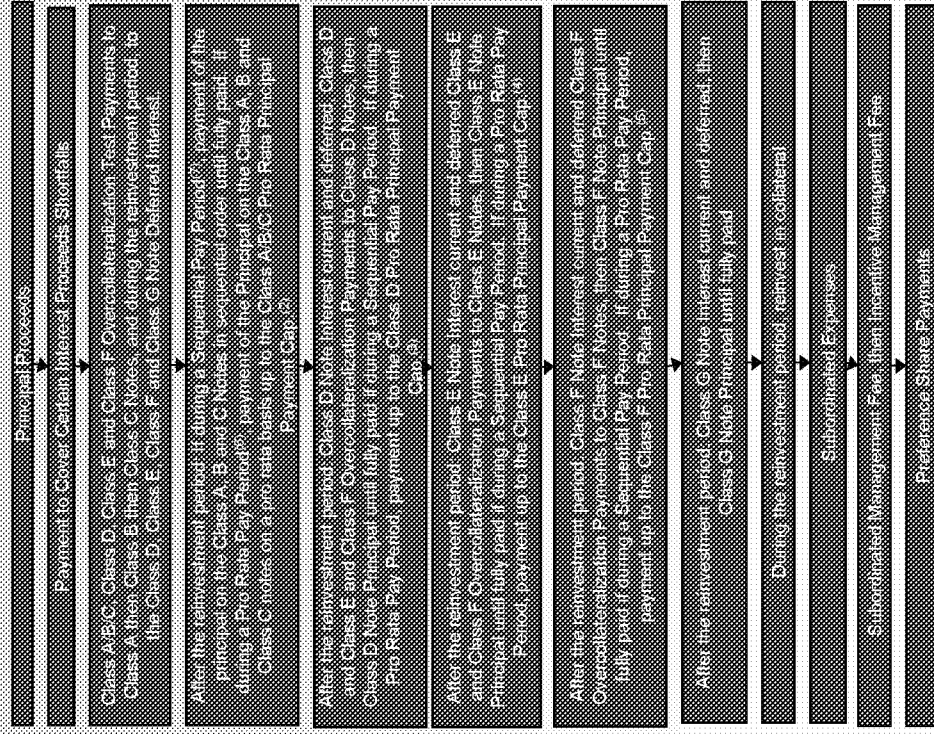 Principal Proceeds
Payment to Cover Certain Interest Proceeds Shortfalls
Class A/B/C, Class D, Class E, and Class F Overcollateralization Test Payments to
Class A then Class B then Class C Notes, and during the reinvestment period, to
the Class D, Class E, Class F and Class G Note Deferred Interest.
After the reinvestment period: if during a Sequential Pay Period(7), payment of the
principal on the Class A, B and C Notes in sequential order until fully paid. If
during a Pro Rata Pay Period(2), payment of the Principal on the Class A, B and
Class C notes on a pro rata basis up to the Class A/B/C Pro Rata Principal
Payment Cap.(2)
After the reinvestment period: Class D Note interest current and deferred, Class D
and Class E and Class F Overcollateralization Payments to Class D Notes, then
Class D Note Principal until fully paid if during a Sequential Pay Period. If during a
Pro Rata Pay Period, payment up to the Class D Pro Rata Principal Payment
Cap.(3)
After the reinvestment period: Class E Note interest current and deferred Class E
and Class F Overcollateralization Payments to Class E Notes, then Class E Note
Principal until fully paid if during a Sequential Pay Period. If during a Pro Rata Pay
Period, payment up to the Class E Pro Rata Principal Payment Cap.(4)
After the reinvestment period: Class F Note interest current and deferred Class F
Overcollateralization Payments to Class F Notes, then Class F Note Principal until
fully paid if during a Sequential Pay Period. If during a Pro Rata Pay Period,
payment up to the Class F Pro Rata Principal Payment Cap.(5)
After the reinvestment period Class G Note interest current and deferred, then
Class G Note Principal until fully paid
During the reinvestment period: reinvest in collateral
Subordinated Expenses
Subordinated Management Fee, then Incentive Management Fee
Preference Share Payments